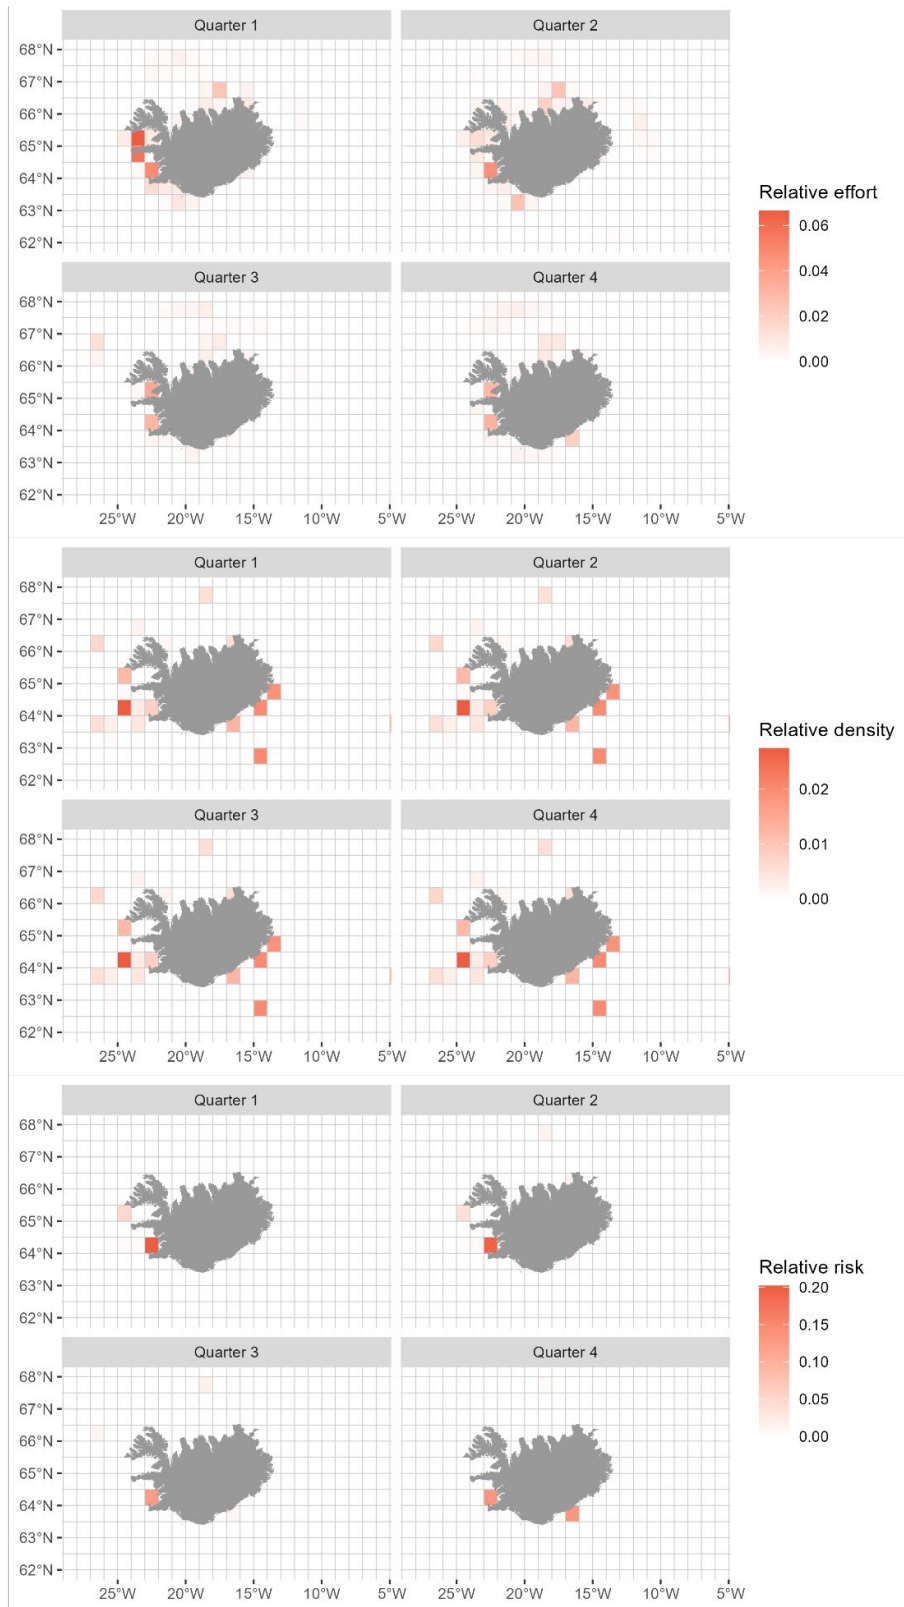 Quarter 1 Quarter 2
68°N
67°N
66°N
65°N
64°N
63°N
62°N
Quarter 3 Quarter 4
68°N
67°N
66°N
65°N
64°N
63°N
62°N
25°W 20°W 15°W 10°W 5°W 25°W 20°W 15°W 10°W 5°W
Relative effort
0.06
0.04
0.02
0.00
Quarter 1 Quarter 2
68°N
67°N
66°N
65°N
64°N
63°N
62°N
Quarter 3 Quarter 4
68°N
67°N
66°N
65°N
64°N
63°N
62°N
25°W 20°W 15°W 10°W 5°W 25°W 20°W 15°W 10°W 5°W
Relative density
0.02
0.01
0.00
Quarter 1 Quarter 2
68°N
67°N
66°N
65°N
64°N
63°N
62°N
Quarter 3 Quarter 4
68°N
67°N
66°N
65°N
64°N
63°N
62°N
25°W 20°W 15°W 10°W 5°W 25°W 20°W 15°W 10°W 5°W
Relative risk
0.20
0.15
0.10
0.05
0.00